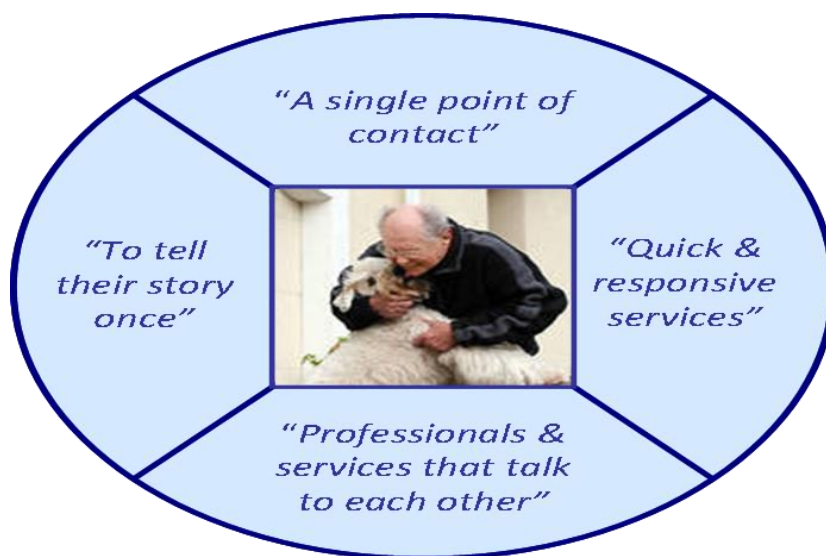 “A single point of
contact”
“To tell
their story
once”
“Quick &
responsive
services”
“Professionals &
services that talk
to each other”